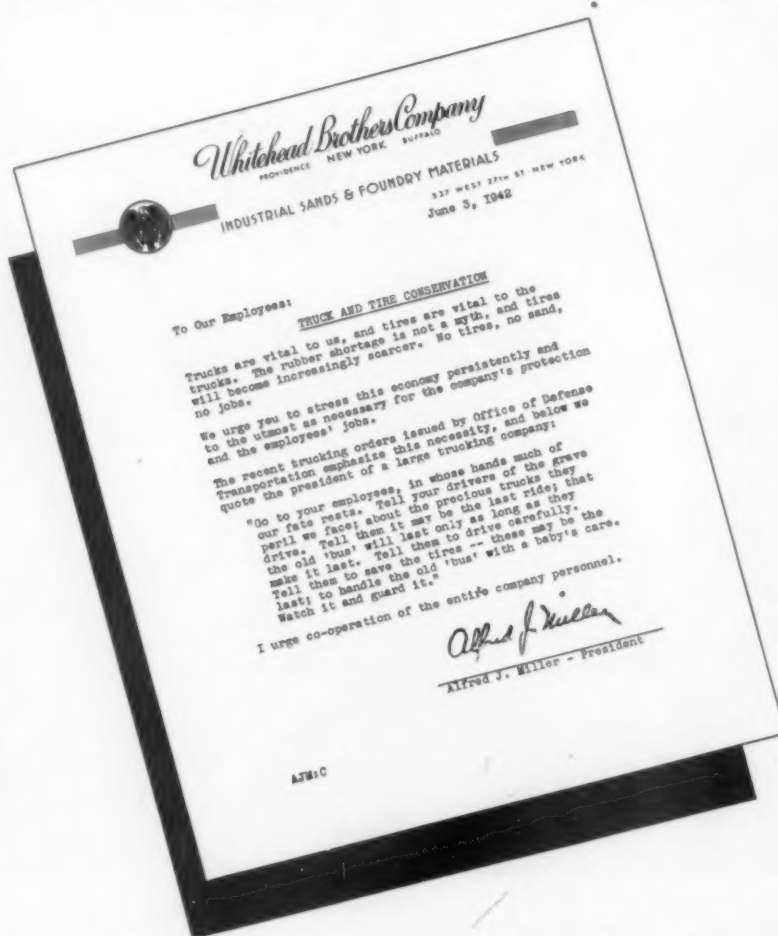 Whitehead Brothers Company
PROVIDENCE NEW YORK BUFFALO
INDUSTRIAL SANDS & FOUNDRY MATERIALS
537 WEST 27TH ST · NEW YORK
June 3, 1942
To Our Employees:
TRUCK AND TIRE CONSERVATION
Trucks are vital to us, and tires are vital to the
trucks. The rubber shortage is not a myth, and tires
will become increasingly scarcer. No tires, no sand,
no jobs.
We urge you to stress this economy persistently and
to the utmost as necessary for the company's protection
and the employees' jobs.
The recent trucking orders issued by Office of Defense
Transportation emphasize this necessity, and below we
quote the president of a large trucking company:
"Go to your employees, in whose hands much of
our fate rests. Tell your drivers of the grave
peril we face; about the precious trucks they
drive. Tell them it may be the last ride; that
the old 'bus' will last only as long as they
make it last. Tell them to drive carefully.
Tell them to save the tires -- these may be the
last; to handle the old 'bus' with a baby's care.
Watch it and guard it."
I urge co-operation of the entire company personnel.
Alfred J. Miller
Alfred J. Miller - President
AJM:C